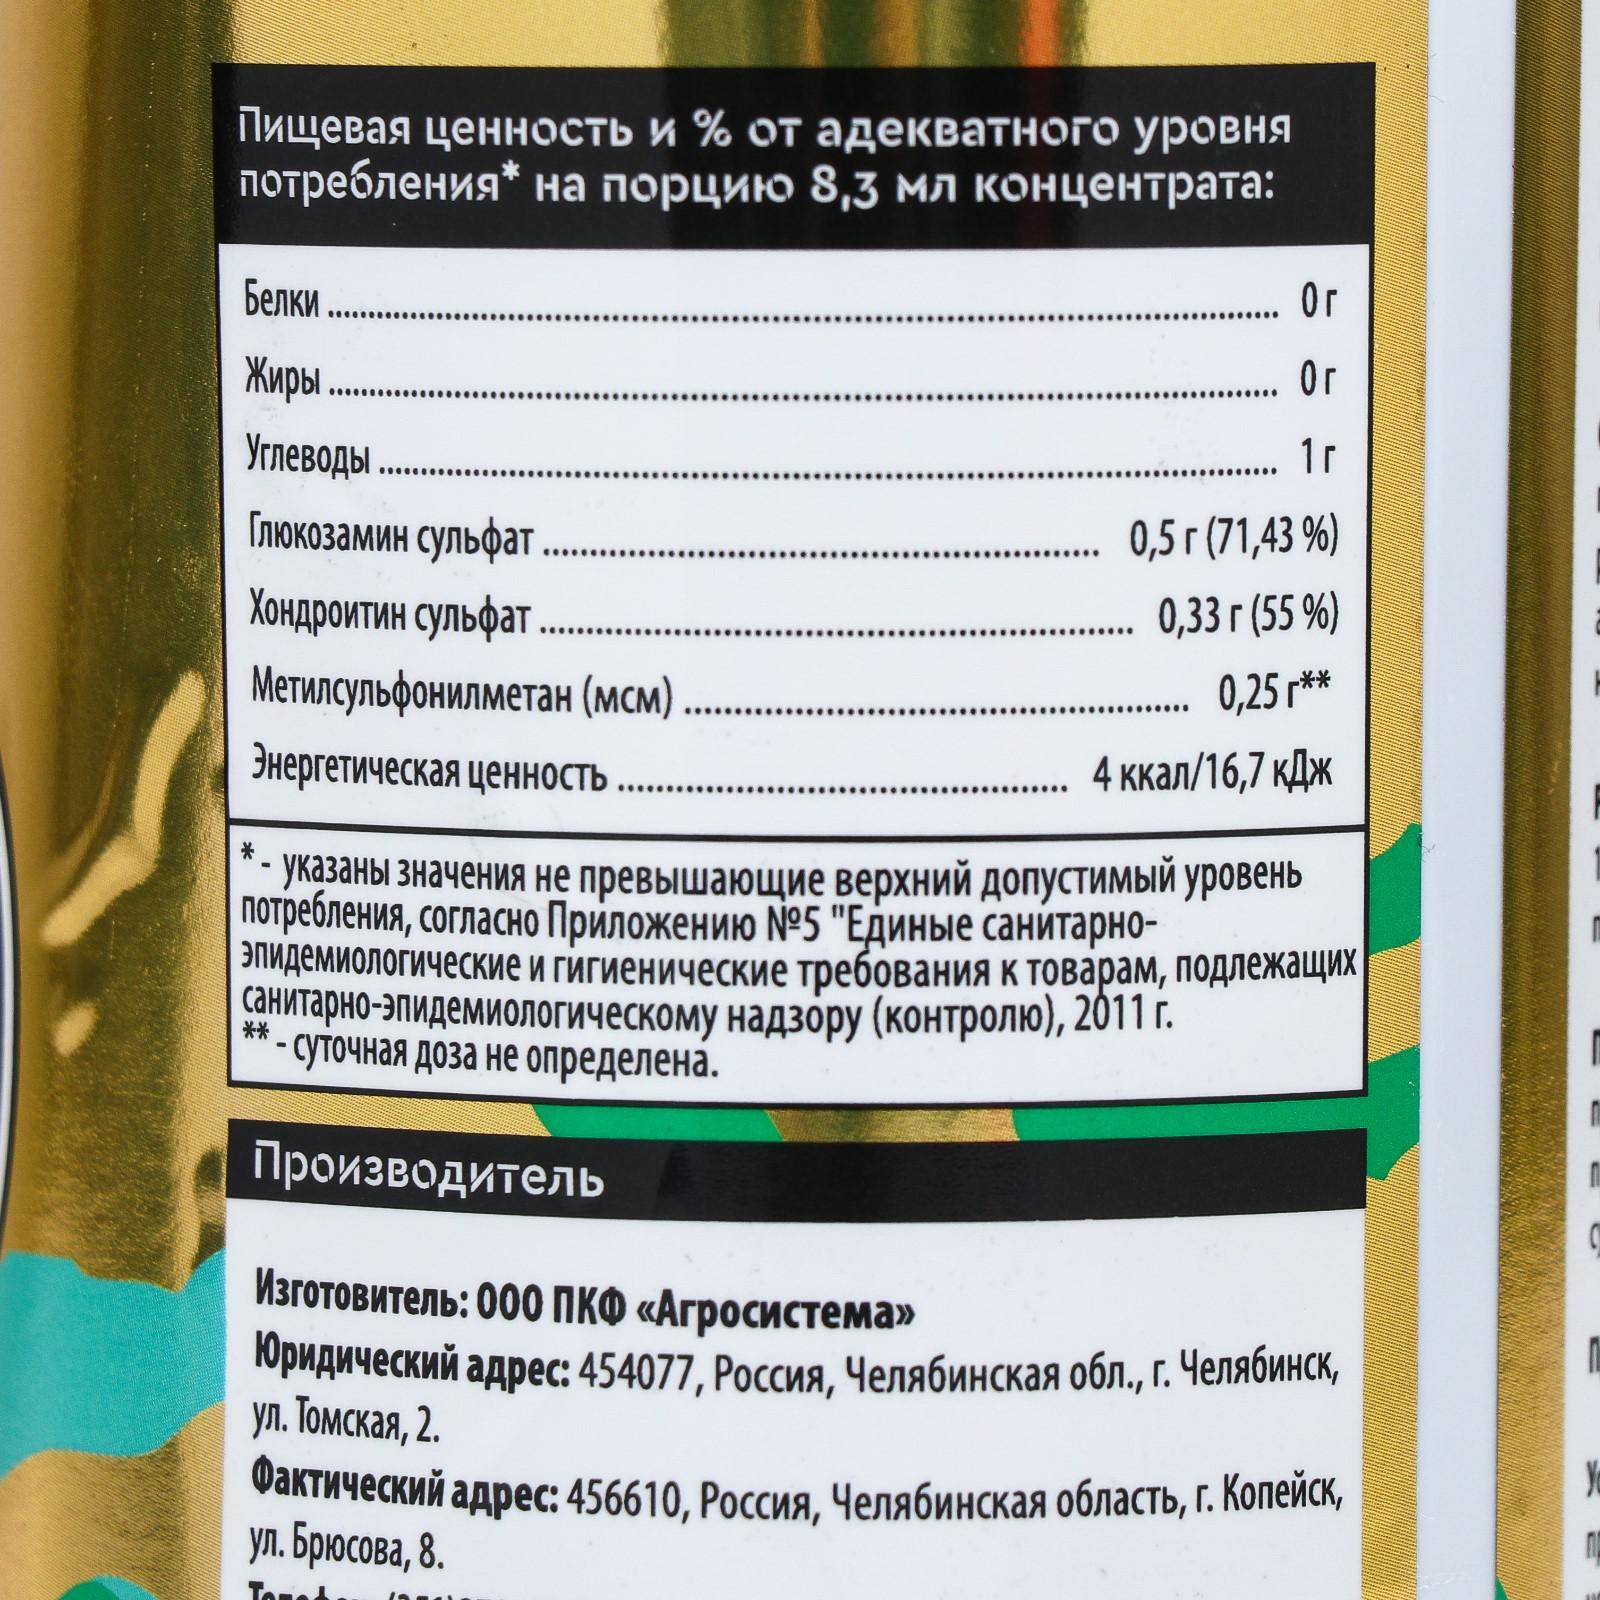 Пищевая ценность и % от адекватного уровня
потребления* на порцию 8,3 мл концентрата:
Белки ........ 0 г
Жиры ........ 0 г
Углеводы ........ 1 г
Глюкозамин сульфат ........ 0,5 г (71,43 %)
Хондроитин сульфат ........ 0,33 г (55 %)
Метилсульфонилметан (мсм) ........ 0,25 г**
Энергетическая ценность ........ 4 ккал/16,7 кДж
* - указаны значения не превышающие верхний допустимый уровень
потребления, согласно Приложению №5 "Единые санитарно-
эпидемиологические и гигиенические требования к товарам, подлежащих
санитарно-эпидемиологическому надзору (контролю), 2011 г.
** - суточная доза не определена.
Производитель
Изготовитель: ООО ПКФ «Агросистема»
Юридический адрес: 454077, Россия, Челябинская обл., г. Челябинск,
ул. Томская, 2.
Фактический адрес: 456610, Россия, Челябинская область, г. Копейск,
ул. Брюсова, 8.